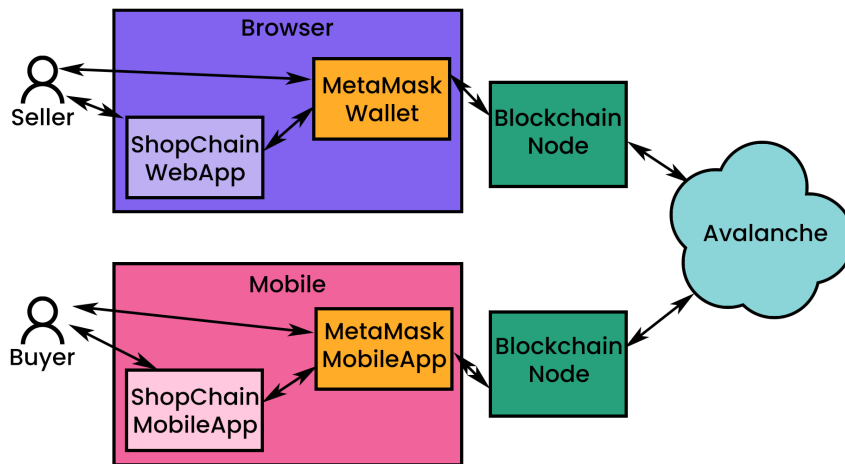 Browser
MetaMask
Wallet
Seller
ShopChain
WebApp
Blockchain
Node
Avalanche
Mobile
MetaMask
MobileApp
Buyer
ShopChain
MobileApp
Blockchain
Node